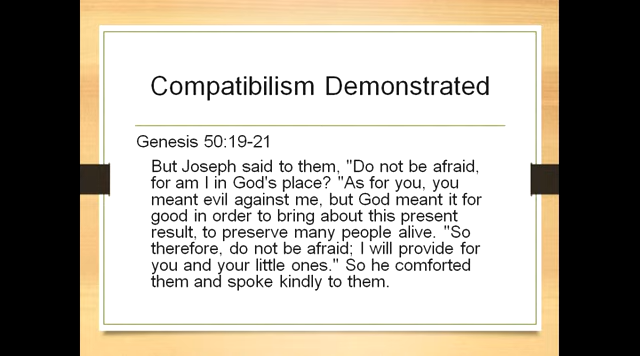 Compatibilism Demonstrated
Genesis 50:19-21
But Joseph said to them, "Do not be afraid,
for am I in God's place? "As for you, you
meant evil against me, but God meant it for
good in order to bring about this present
result, to preserve many people alive. "So
therefore, do not be afraid; I will provide for
you and your little ones." So he comforted
them and spoke kindly to them.